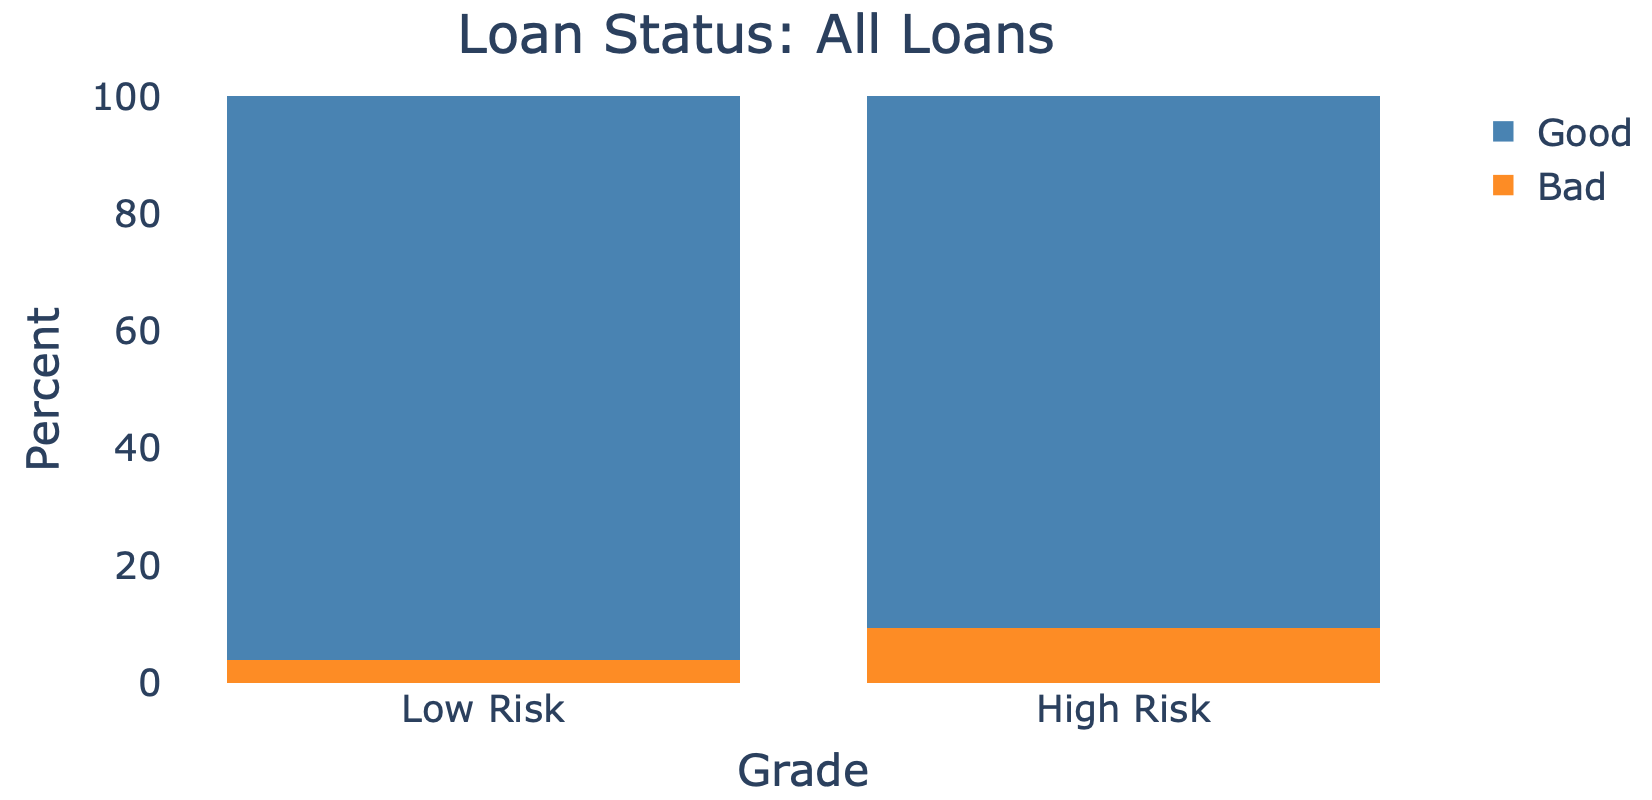 Loan Status: All Loans
100
80
60
40
20
0
Percent
Low Risk
High Risk
Grade
Good
Bad